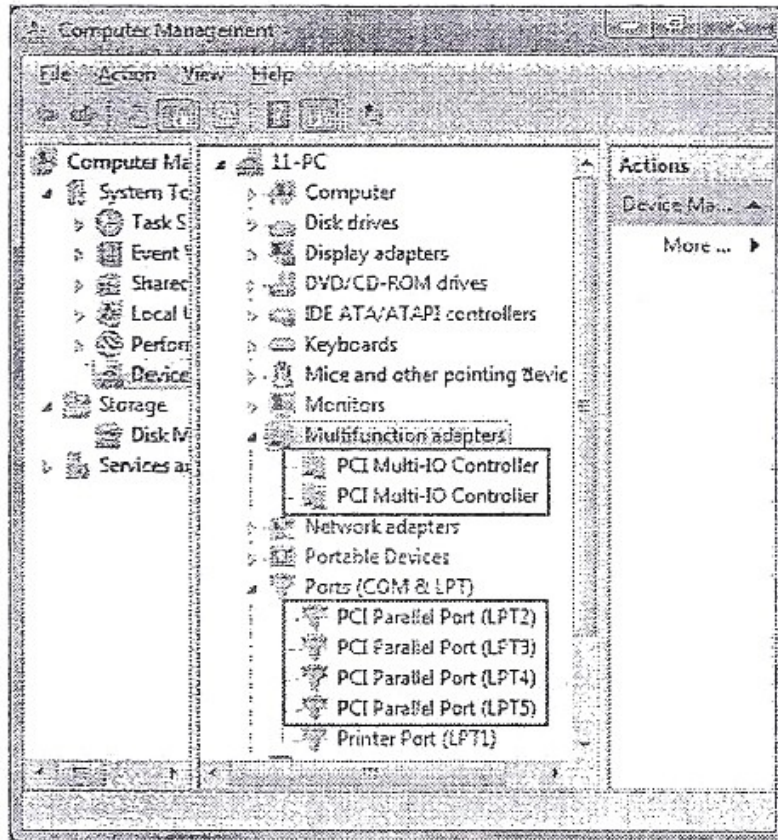 Computer Management
File Action View Help
Computer Ma
System To
Task S
Event V
Shared
Local U
Perform
Device
Storage
Disk M
Services a
11-PC
Computer
Disk drives
Display adapters
DVD/CD-ROM drives
IDE ATA/ATAPI controllers
Keyboards
Mice and other pointing devic
Monitors
Multifunction adapters
PCI Multi-IO Controller
PCI Multi-IO Controller
Network adapters
Portable Devices
Ports (COM & LPT)
PCI Parallel Port (LPT2)
PCI Parallel Port (LPT3)
PCI Parallel Port (LPT4)
PCI Parallel Port (LPT5)
Printer Port (LPT1)
Actions
Device Ma...
More ...